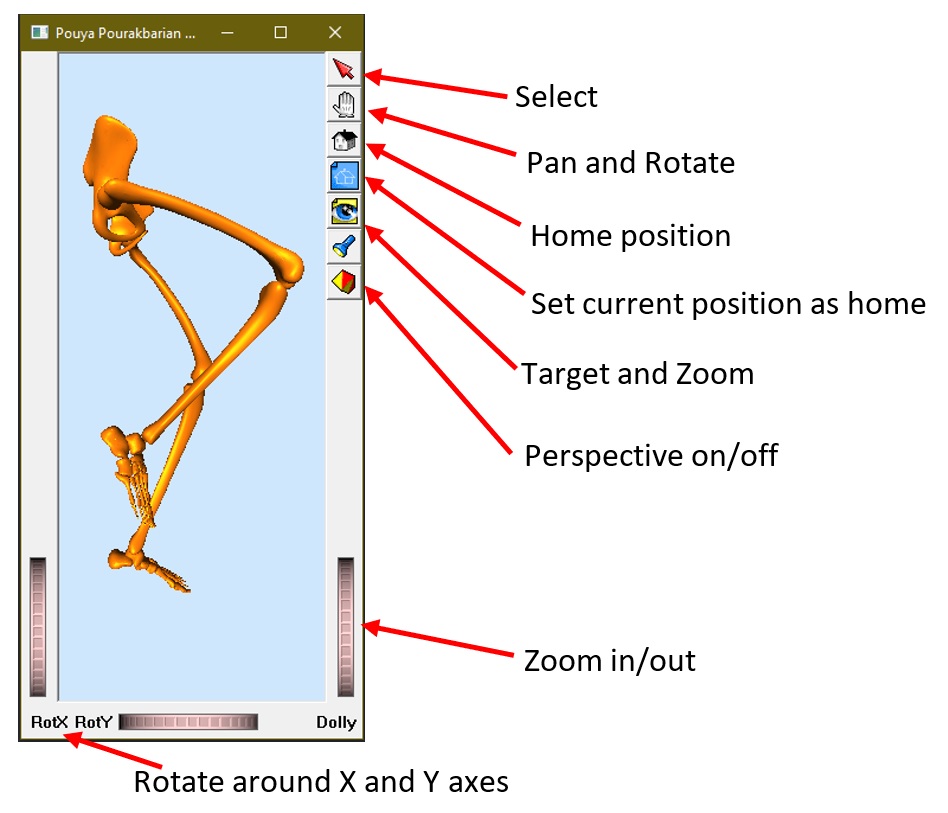 Pouya Pourakbarian ...
Select
Pan and Rotate
Home position
Set current position as home
Target and Zoom
Perspective on/off
Zoom in/out
RotX RotY Dolly
Rotate around X and Y axes